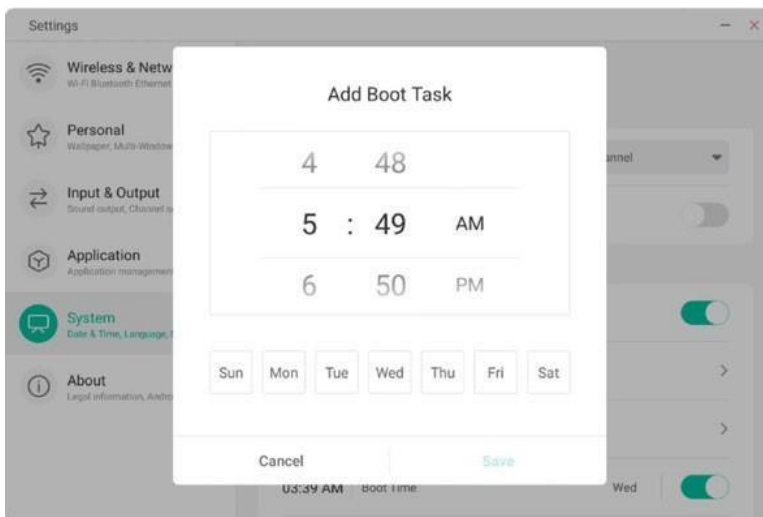 Settings
Wireless & Netw
Wi-Fi Bluetooth Ethernet
Personal
Wallpaper, Multi-Window
Input & Output
Sound output, Channel
Application
Application management
System
Date & Time, Language,
About
Legal information,
Add Boot Task
4 48
5 : 49 AM
6 50 PM
Sun Mon Tue Wed Thu Fri Sat
Cancel Save
03:39 AM Boot Time Wed